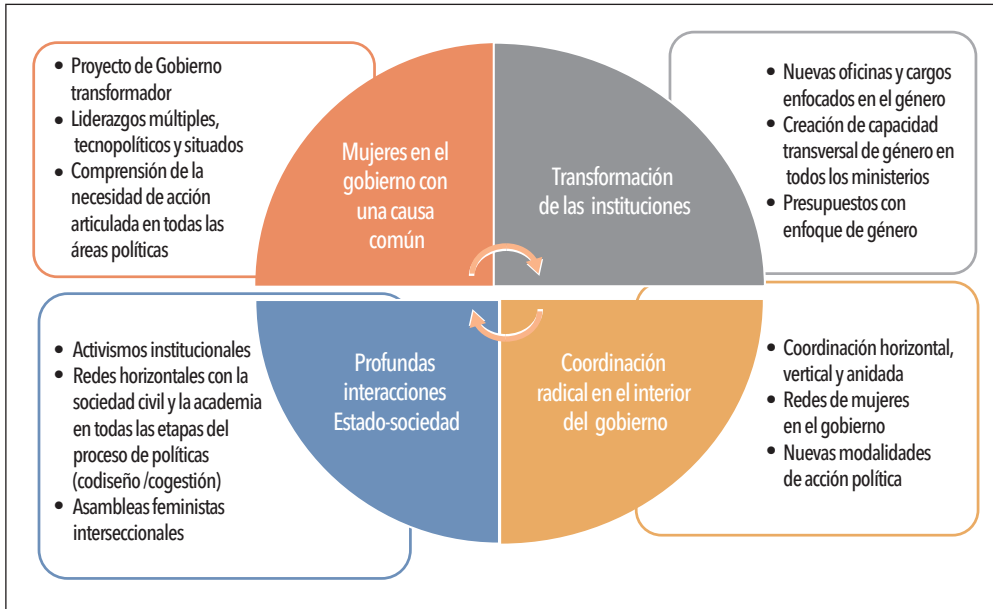 • Proyecto de Gobierno
transformador
• Liderazgos múltiples,
tecnopolíticos y situados
• Comprensión de la
necesidad de acción
articulada en todas las
áreas políticas
Mujeres en el
gobierno con
una causa
común
Transformación
de las instituciones
• Nuevas oficinas y cargos
enfocados en el género
• Creación de capacidad
transversal de género en
todos los ministerios
• Presupuestos con
enfoque de género
• Activismos institucionales
• Redes horizontales con la
sociedad civil y la academia
en todas las etapas del
proceso de políticas
(codiseño /cogestión)
• Asambleas feministas
interseccionales
Profundas
interacciones
Estado-sociedad
Coordinación
radical en el interior
del gobierno
• Coordinación horizontal,
vertical y anidada
• Redes de mujeres
en el gobierno
• Nuevas modalidades
de acción política